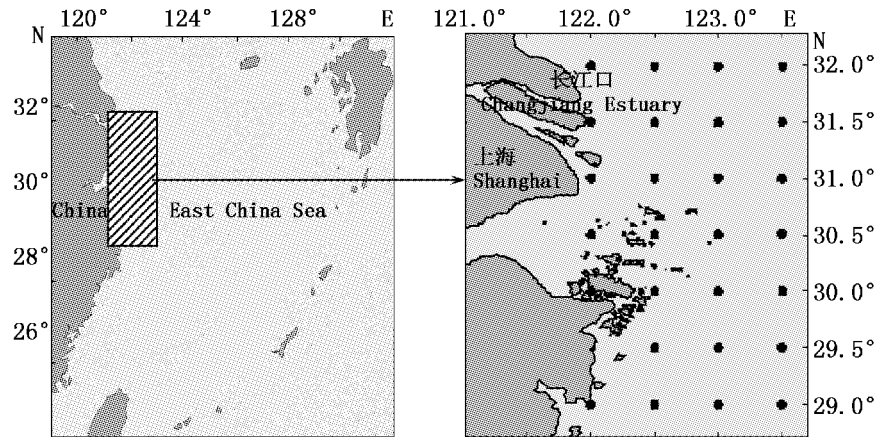 120° 124° 128° E
N
32°
30°
28°
26°
China
East China Sea
121.0° 122.0° 123.0° E
N
32.0°
31.5°
31.0°
30.5°
30.0°
29.5°
29.0°
长江口
Changjiang Estuary
上海
Shanghai